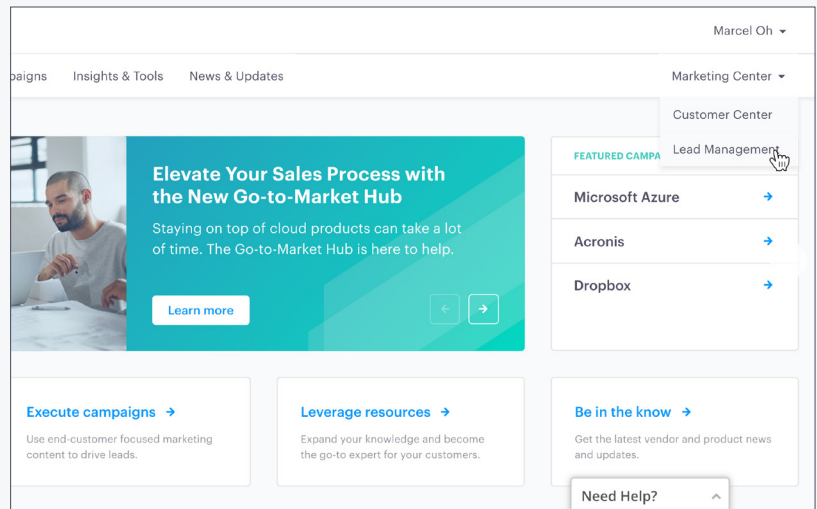 Marcel Oh
Insights & Tools
News & Updates
Marketing Center
Customer Center
Lead Management
Elevate Your Sales Process with
the New Go-to-Market Hub
Staying on top of cloud products can take a lot
of time. The Go-to-Market Hub is here to help.
Learn more
FEATURED
Microsoft Azure
Acronis
Dropbox
Execute campaigns
Use end-customer focused marketing
content to drive leads.
Leverage resources
Expand your knowledge and become
the go-to expert for your customers.
Be in the know
Get the latest vendor and product news
and updates.
Need Help?